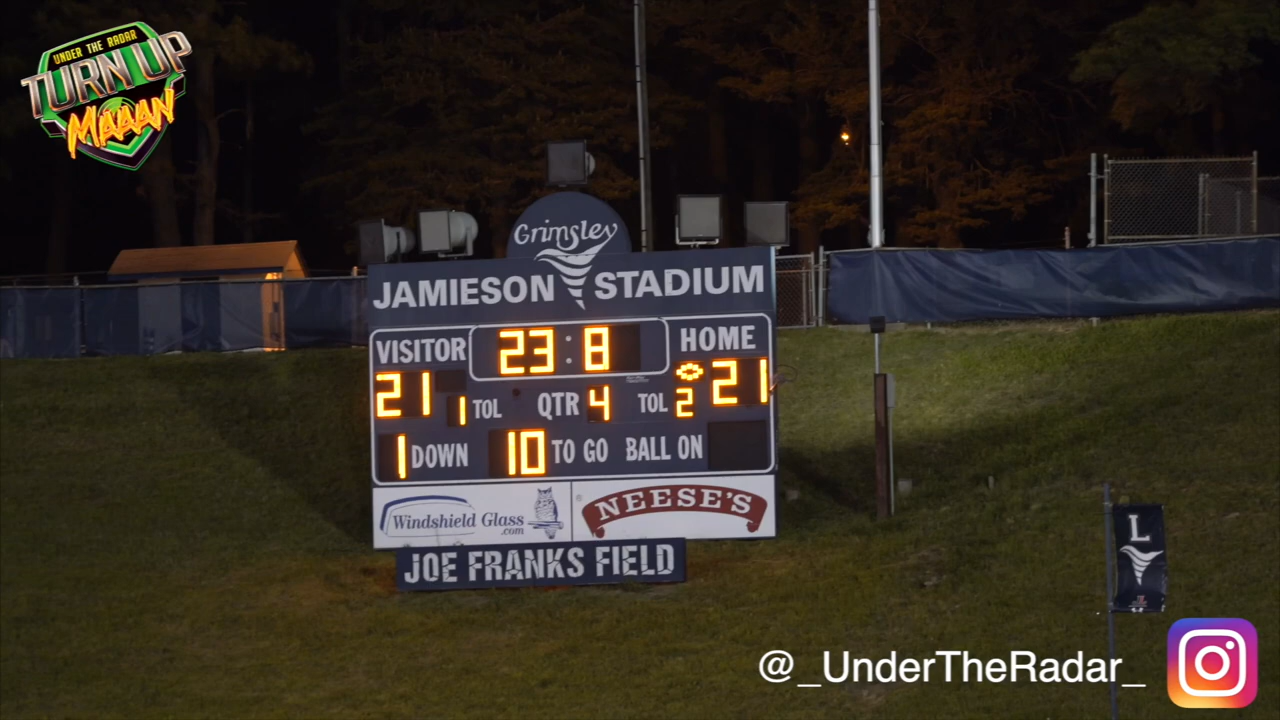 UNDER THE RADAR
TURN UP
MAAAN
Grimsley
JAMIESON STADIUM
VISITOR 23:8 HOME
21 21
1 TOL QTR 4 TOL 2
1 DOWN 10 TO GO BALL ON
Windshield Glass
.com
NEESE'S
JOE FRANKS FIELD
L
@_UnderTheRadar_